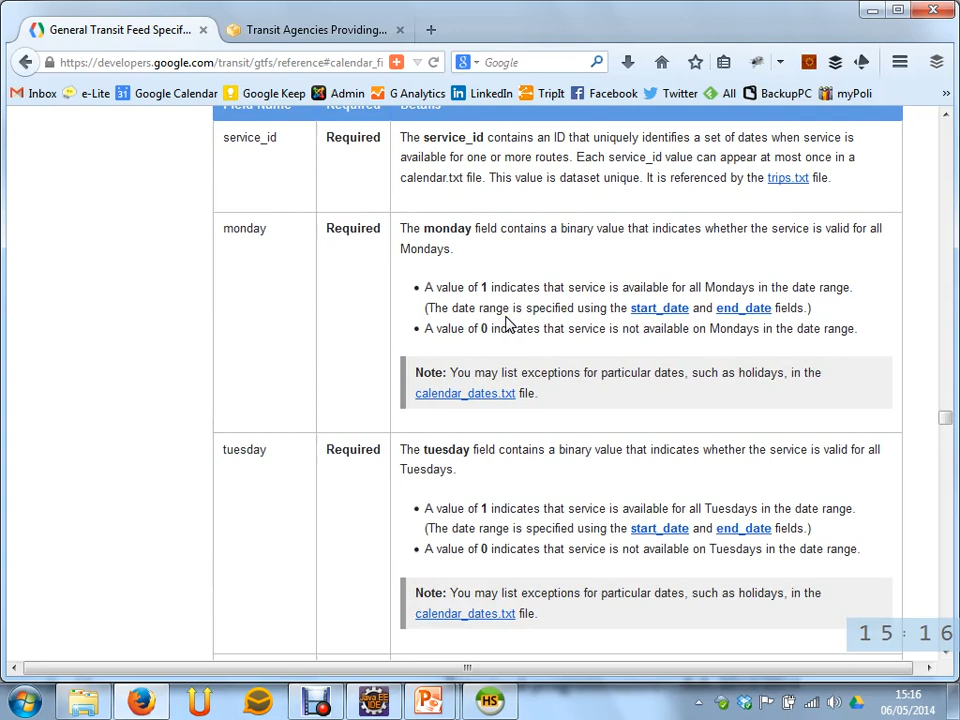 General Transit Feed Specif...
Transit Agencies Providing...
https://developers.google.com/transit/gtfs/reference#calendar_fi
Google
Inbox
e-Lite
Google Calendar
Google Keep
Admin
G Analytics
LinkedIn
TripIt
Facebook
Twitter
All
BackupPC
myPoli
Field Name Required Details
service_id
Required
The service_id contains an ID that uniquely identifies a set of dates when service is
available for one or more routes. Each service_id value can appear at most once in a
calendar.txt file. This value is dataset unique. It is referenced by the trips.txt file.
monday
Required
The monday field contains a binary value that indicates whether the service is valid for all
Mondays.
• A value of 1 indicates that service is available for all Mondays in the date range.
(The date range is specified using the start_date and end_date fields.)
• A value of 0 indicates that service is not available on Mondays in the date range.
Note: You may list exceptions for particular dates, such as holidays, in the
calendar_dates.txt file.
tuesday
Required
The tuesday field contains a binary value that indicates whether the service is valid for all
Tuesdays.
• A value of 1 indicates that service is available for all Tuesdays in the date range.
(The date range is specified using the start_date and end_date fields.)
• A value of 0 indicates that service is not available on Tuesdays in the date range.
Note: You may list exceptions for particular dates, such as holidays, in the
calendar_dates.txt file.
15:16
15:16
06/05/2014